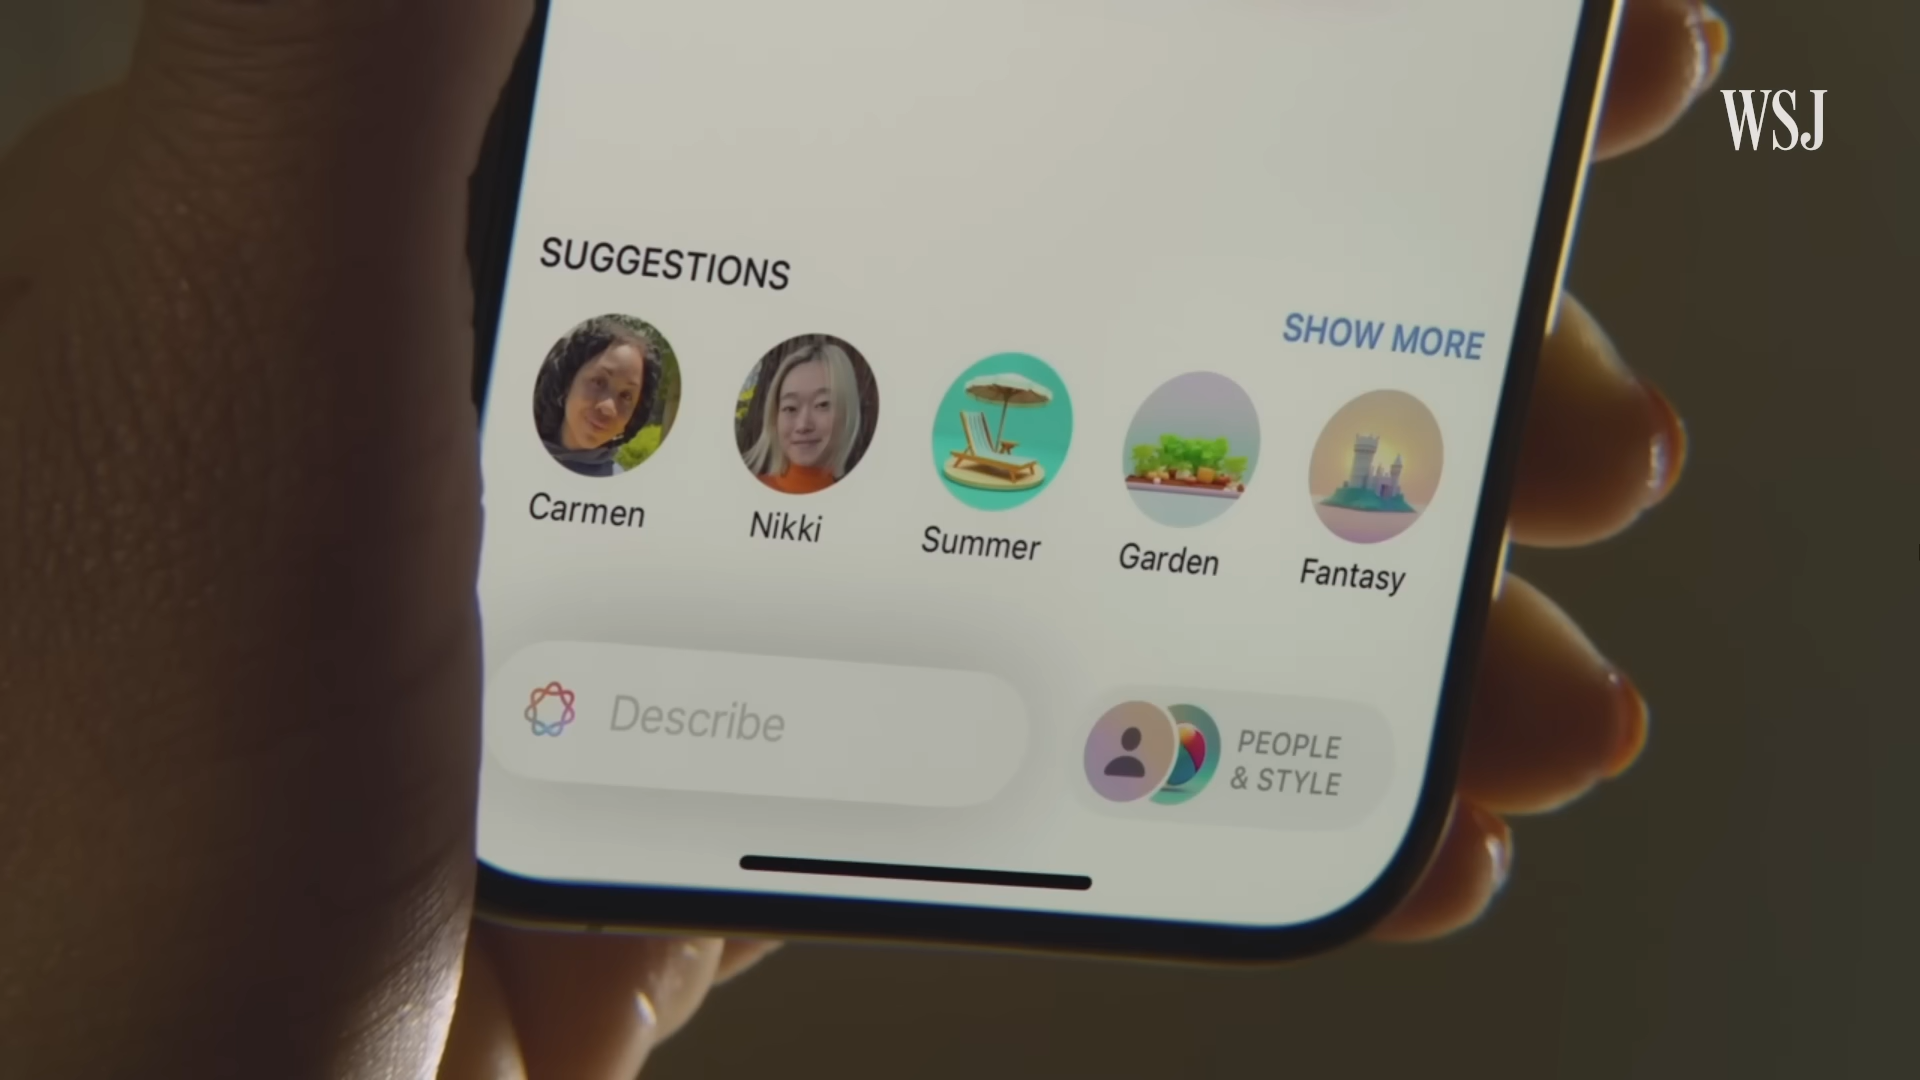 WSJ
SUGGESTIONS
SHOW MORE
Carmen
Nikki
Summer
Garden
Fantasy
Describe
PEOPLE
& STYLE